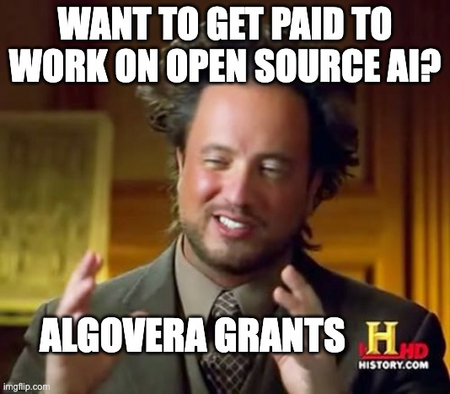 WANT TO GET PAID TO
WORK ON OPEN SOURCE AI?
ALGOVERA GRANTS
H HD
HISTORY.COM
imgflip.com